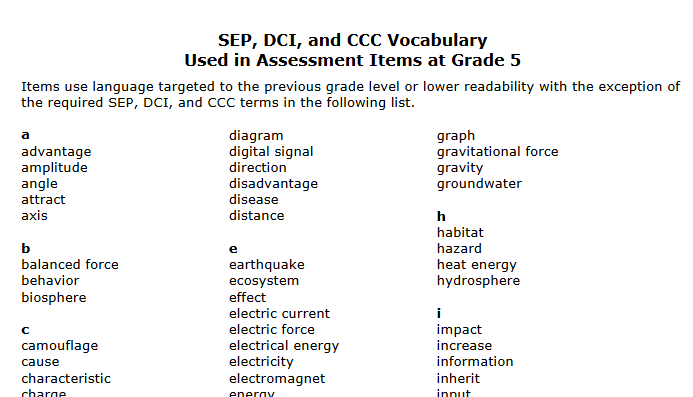 SEP, DCI, and CCC Vocabulary
Used in Assessment Items at Grade 5
Items use language targeted to the previous grade level or lower readability with the exception of
the required SEP, DCI, and CCC terms in the following list.
a
advantage
amplitude
angle
attract
axis
b
balanced force
behavior
biosphere
c
camouflage
cause
characteristic
charge
diagram
digital signal
direction
disadvantage
disease
distance
e
earthquake
ecosystem
effect
electric current
electric force
electrical energy
electricity
electromagnet
energy
graph
gravitational force
gravity
groundwater
h
habitat
hazard
heat energy
hydrosphere
i
impact
increase
information
inherit
input